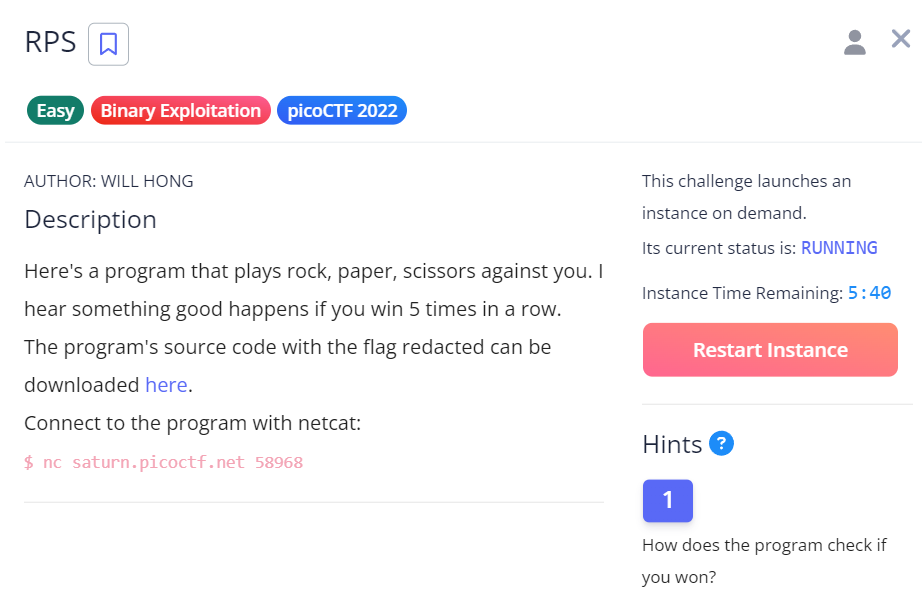 RPS
Easy Binary Exploitation picoCTF 2022
AUTHOR: WILL HONG
Description
Here's a program that plays rock, paper, scissors against you. I
hear something good happens if you win 5 times in a row.
The program's source code with the flag redacted can be
downloaded here.
Connect to the program with netcat:
$ nc saturn.picoctf.net 58968
This challenge launches an
instance on demand.
Its current status is: RUNNING
Instance Time Remaining: 5:40
Restart Instance
Hints ?
1
How does the program check if
you won?